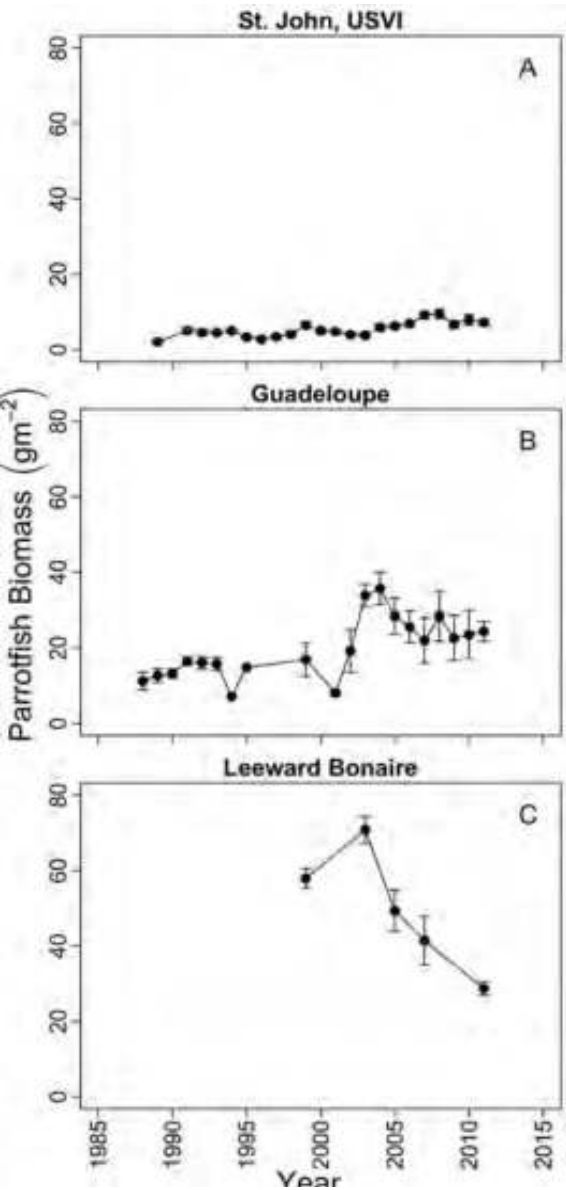 St. John, USVI
A
80
60
40
20
0
Guadeloupe
B
80
60
40
20
0
Parrotfish Biomass (gm⁻²)
Leeward Bonaire
C
80
60
40
20
0
1985
1990
1995
2000
2005
2010
2015
Year